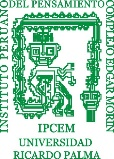 INSTITUTO PERUANO
DEL PENSAMIENTO
COMPLEJO EDGAR MORIN
IPCEM
UNIVERSIDAD
RICARDO PALMA